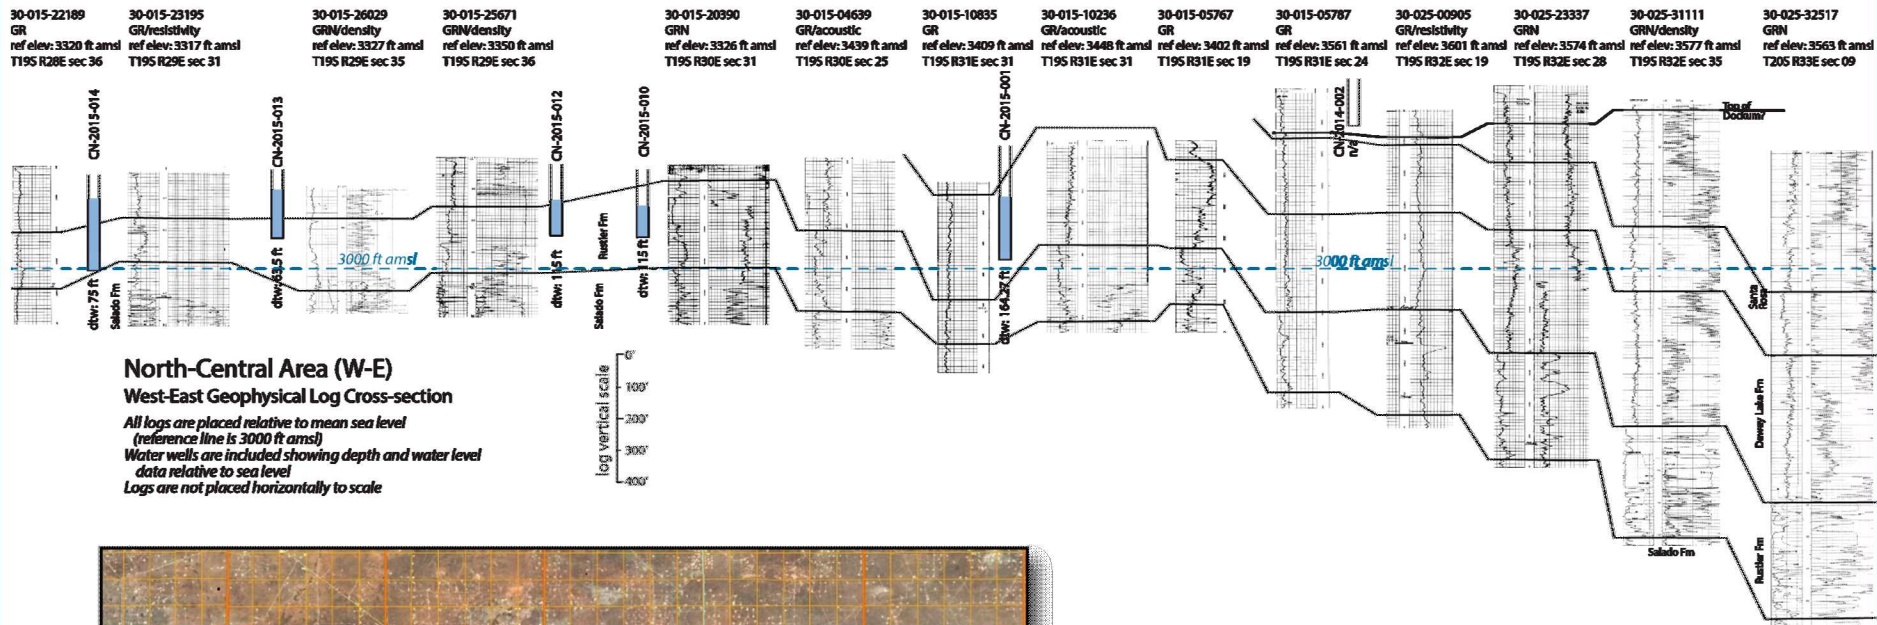 30-015-22189
GR
ref elev: 3320 ft amsl
T19S R28E sec 36
30-015-23195
GR/resistivity
ref elev: 3317 ft amsl
T19S R29E sec 31
30-015-26029
GRN/density
ref elev: 3327 ft amsl
T19S R29E sec 35
30-015-25671
GRN/density
ref elev: 3350 ft amsl
T19S R29E sec 36
30-015-20390
GRN
ref elev: 3326 ft amsl
T19S R30E sec 31
30-015-04639
GR/acoustic
ref elev: 3439 ft amsl
T19S R30E sec 25
30-015-10835
GR
ref elev: 3409 ft amsl
T19S R31E sec 31
30-015-10236
GR/acoustic
ref elev: 3448 ft amsl
T19S R31E sec 31
30-015-05767
GR
ref elev: 3402 ft amsl
T19S R31E sec 19
30-015-05787
GR
ref elev: 3561 ft amsl
T19S R31E sec 24
30-025-00905
GR/resistivity
ref elev: 3601 ft amsl
T19S R32E sec 19
30-025-23337
GRN
ref elev: 3574 ft amsl
T19S R32E sec 28
30-025-31111
GRN/density
ref elev: 3577 ft amsl
T19S R32E sec 35
30-025-32517
GRN
ref elev: 3563 ft amsl
T20S R33E sec 09
CN-2015-014
CN-2015-013
CN-2015-012
CN-2015-010
CN-2015-001
CN-2014-002
n/a
Top of
Dockum?
Rustler Fm
3000 ft amsl
3000 ft amsl
dtw: 75 ft
Salado Fm
dtw: 63.5 ft
Salado Fm
dtw: 115 ft
dtw: 164.27 ft
Santa
Rosa
Dewey Lake Fm
Rustler Fm
Salado Fm
North-Central Area (W-E)
West-East Geophysical Log Cross-section
All logs are placed relative to mean sea level
(reference line is 3000 ft amsl)
Water wells are included showing depth and water level
data relative to sea level
Logs are not placed horizontally to scale
log vertical scale
0'
100'
200'
300'
400'